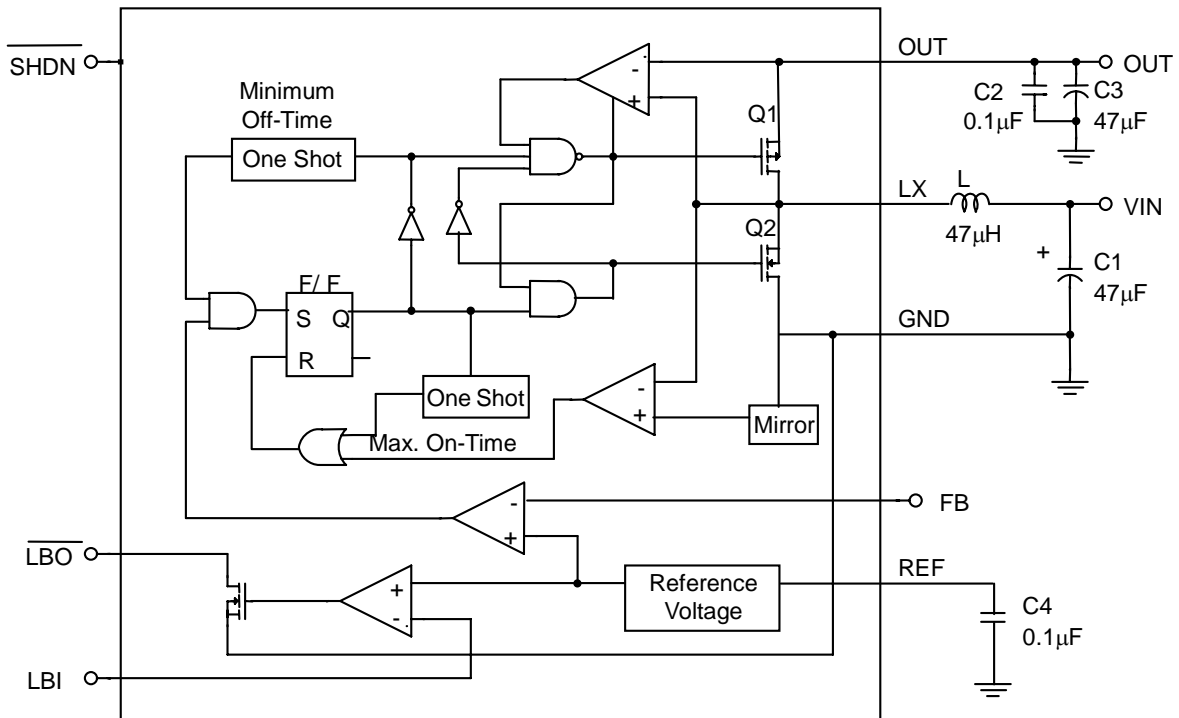 SHDN
OUT
OUT
Minimum
Off-Time
One Shot
-
+
Q1
C2
0.1µF
C3
47µF
LX
L
47µH
VIN
Q2
+
C1
47µF
F/ F
S Q
R
GND
One Shot
Max. On-Time
-
+
Mirror
-
+
FB
LBO
+
-
Reference
Voltage
REF
C4
0.1µF
LBI